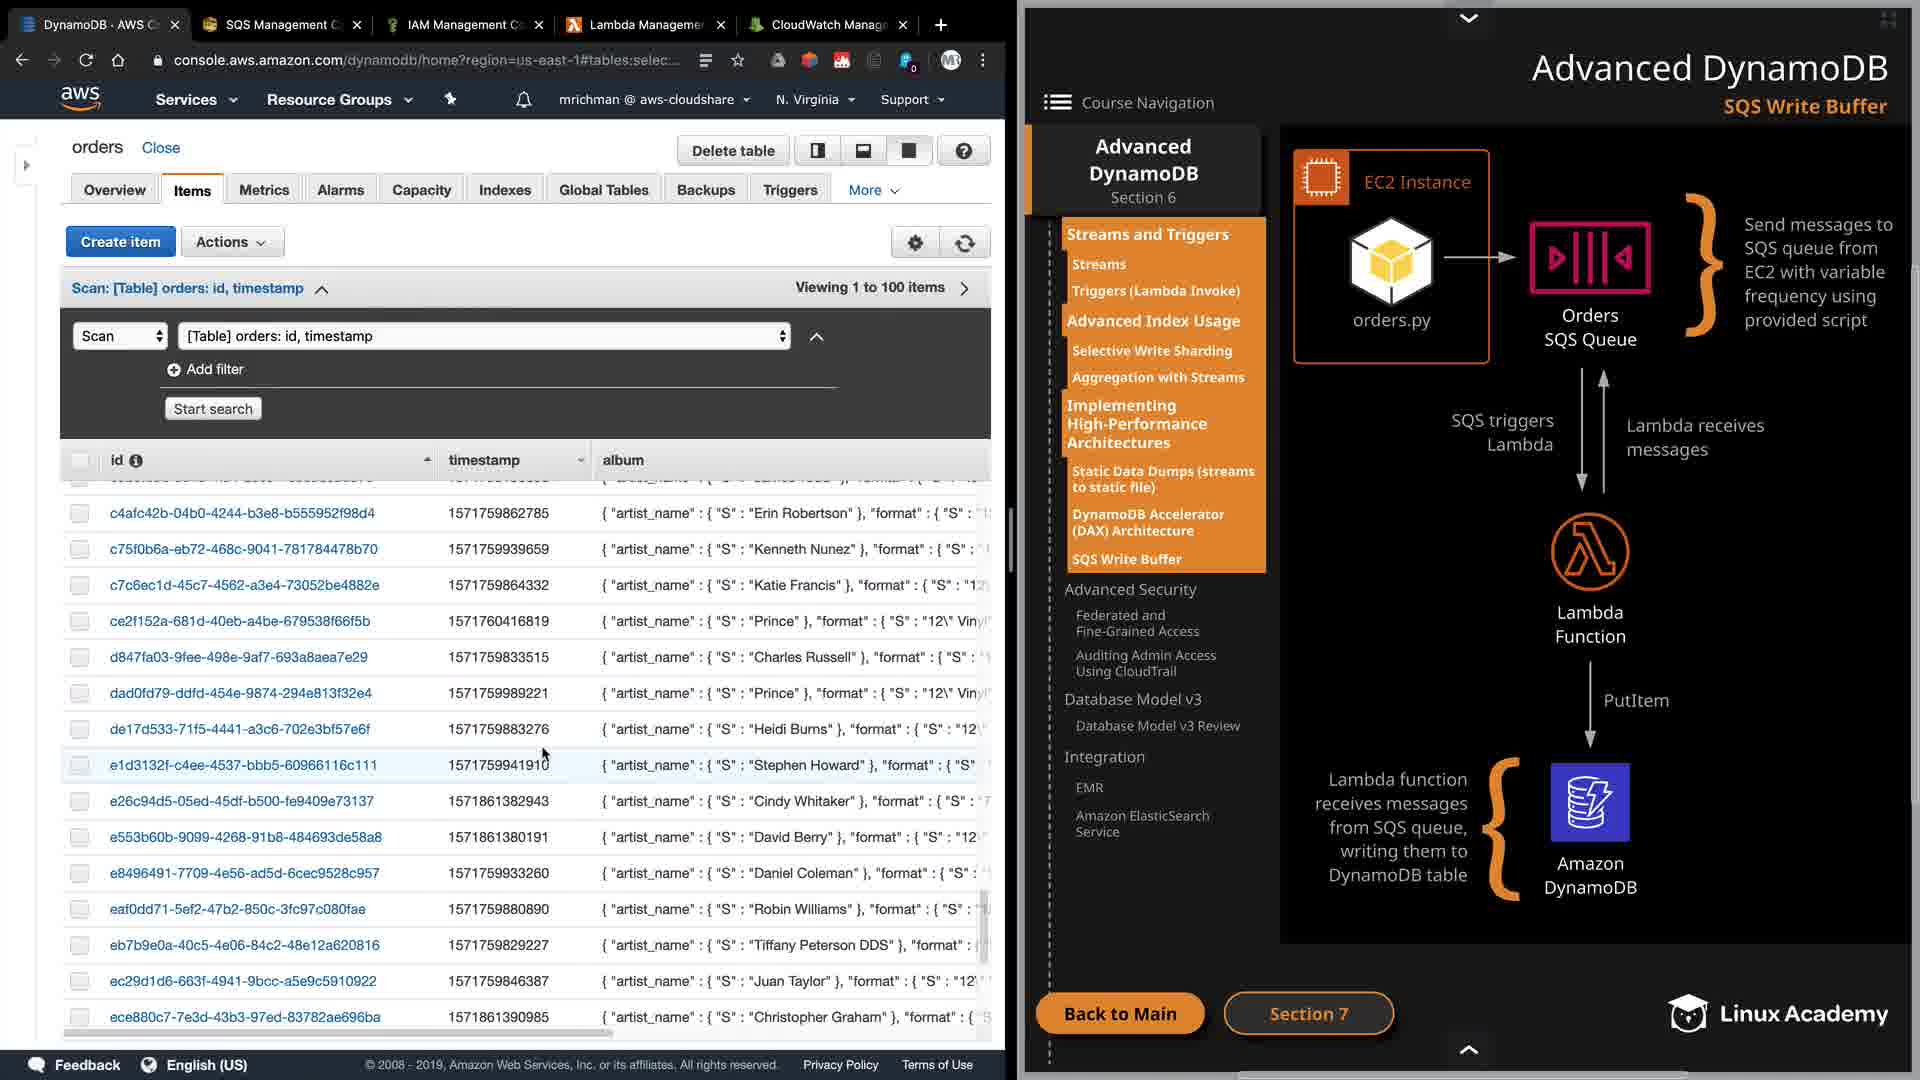 DynamoDB · AWS C
SQS Management C
IAM Management C
Lambda Manageme
CloudWatch Manag
console.aws.amazon.com/dynamodb/home?region=us-east-1#tables:selec...
0
aws
Services
Resource Groups
mrichman @ aws-cloudshare
N. Virginia
Support
orders
Close
Delete table
Overview
Items
Metrics
Alarms
Capacity
Indexes
Global Tables
Backups
Triggers
More
Create item
Actions
Scan: [Table] orders: id, timestamp
Viewing 1 to 100 items
Scan
[Table] orders: id, timestamp
Add filter
Start search
id
timestamp
album
c4afc42b-04b0-4244-b3e8-b555952f98d4 1571759862785 { "artist_name" : { "S" : "Erin Robertson" }, "format" : { "S" : "1
c75f0b6a-eb72-468c-9041-781784478b70 1571759939659 { "artist_name" : { "S" : "Kenneth Nunez" }, "format" : { "S" :
c7c6ec1d-45c7-4562-a3e4-73052be4882e 1571759864332 { "artist_name" : { "S" : "Katie Francis" }, "format" : { "S" : "12
ce2f152a-681d-40eb-a4be-679538f66f5b 1571760416819 { "artist_name" : { "S" : "Prince" }, "format" : { "S" : "12\" Viny
d847fa03-9fee-498e-9af7-693a8aea7e29 1571759833515 { "artist_name" : { "S" : "Charles Russell" }, "format" : { "S" :
dad0fd79-ddfd-454e-9874-294e813f32e4 1571759989221 { "artist_name" : { "S" : "Prince" }, "format" : { "S" : "12\" Viny
de17d533-71f5-4441-a3c6-702e3bf57e6f 1571759883276 { "artist_name" : { "S" : "Heidi Burns" }, "format" : { "S" : "12\"
e1d3132f-c4ee-4537-bbb5-60966116c111 1571759941910 { "artist_name" : { "S" : "Stephen Howard" }, "format" : { "S"
e26c94d5-05ed-45df-b500-fe9409e73137 1571861382943 { "artist_name" : { "S" : "Cindy Whitaker" }, "format" : { "S" : "7
e553b60b-9099-4268-91b8-484693de58a8 1571861380191 { "artist_name" : { "S" : "David Berry" }, "format" : { "S" : "12
e8496491-7709-4e56-ad5d-6cec9528c957 1571759933260 { "artist_name" : { "S" : "Daniel Coleman" }, "format" : { "S" :
eaf0dd71-5ef2-47b2-850c-3fc97c080fae 1571759880890 { "artist_name" : { "S" : "Robin Williams" }, "format" : { "S" :
eb7b9e0a-40c5-4e06-84c2-48e12a620816 1571759829227 { "artist_name" : { "S" : "Tiffany Peterson DDS" }, "format" : {
ec29d1d6-663f-4941-9bcc-a5e9c5910922 1571759846387 { "artist_name" : { "S" : "Juan Taylor" }, "format" : { "S" : "12\
ece880c7-7e3d-43b3-97ed-83782ae696ba 1571861390985 { "artist_name" : { "S" : "Christopher Graham" }, "format" : { "S
Feedback
English (US)
© 2008 - 2019, Amazon Web Services, Inc. or its affiliates. All rights reserved.
Privacy Policy
Terms of Use
Advanced DynamoDB
SQS Write Buffer
Course Navigation
Advanced
DynamoDB
Section 6
Streams and Triggers
Streams
Triggers (Lambda Invoke)
Advanced Index Usage
Selective Write Sharding
Aggregation with Streams
Implementing
High-Performance
Architectures
Static Data Dumps (streams
to static file)
DynamoDB Accelerator
(DAX) Architecture
SQS Write Buffer
Advanced Security
Federated and
Fine-Grained Access
Auditing Admin Access
Using CloudTrail
Database Model v3
Database Model v3 Review
Integration
EMR
Amazon ElasticSearch
Service
EC2 Instance
orders.py
Orders
SQS Queue
Send messages to
SQS queue from
EC2 with variable
frequency using
provided script
SQS triggers
Lambda
Lambda receives
messages
Lambda
Function
PutItem
Lambda function
receives messages
from SQS queue,
writing them to
DynamoDB table
Amazon
DynamoDB
Back to Main
Section 7
Linux Academy